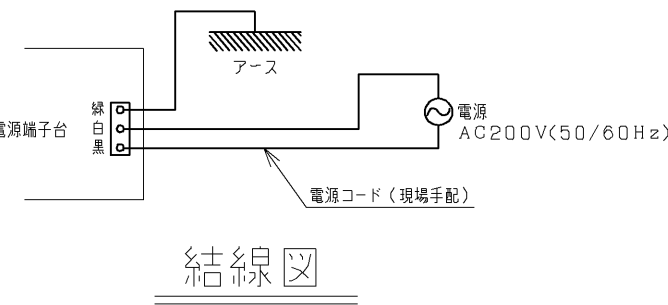 アース
緑
電源端子台
白
黒
電源
AC200V(50/60Hz)
電源コード(現場手配)
結線図